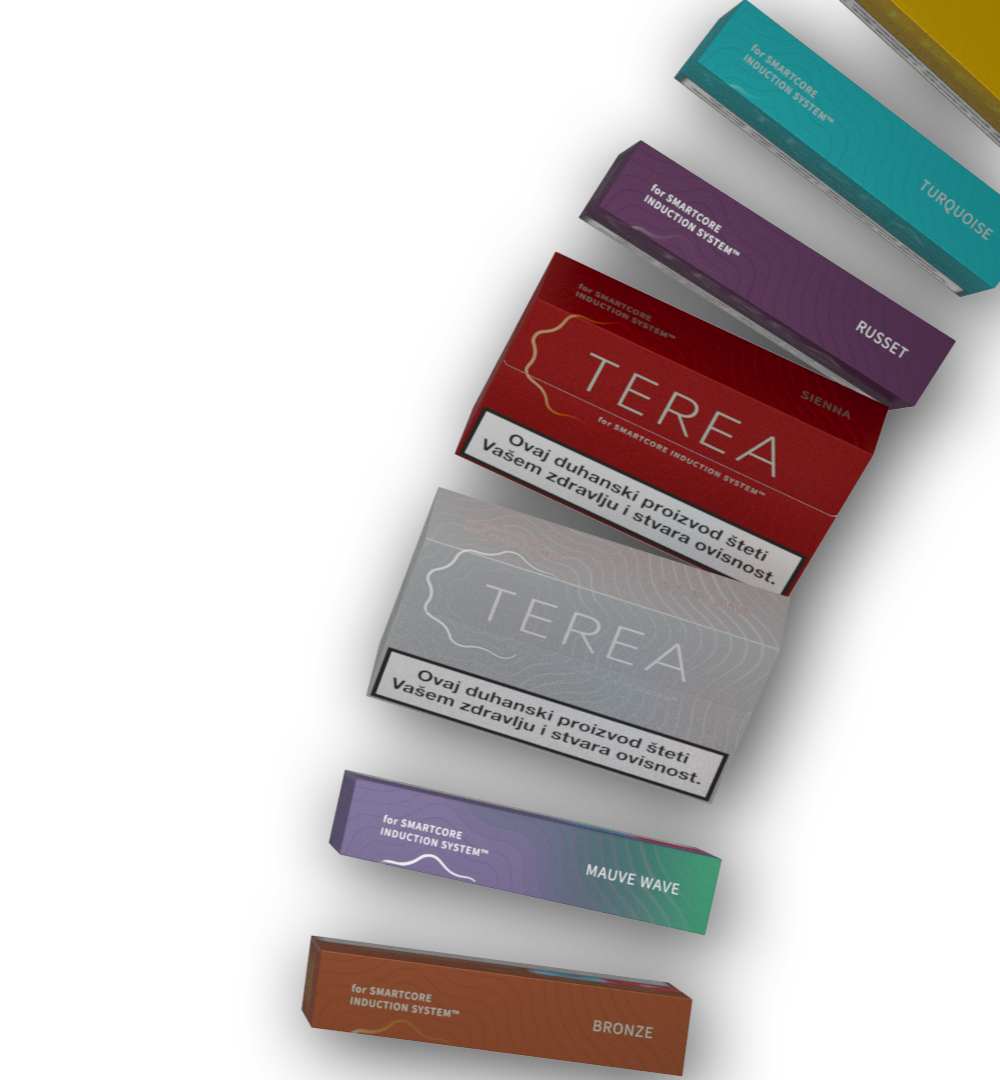 for SMARTCORE
INDUCTION SYSTEM™
TURQUOISE
for SMARTCORE
INDUCTION SYSTEM™
RUSSET
for SMARTCORE
INDUCTION SYSTEM™
SIENNA
TEREA
for SMARTCORE INDUCTION SYSTEM™
Ovaj duhanski proizvod šteti
Vašem zdravlju i stvara ovisnost.
TEREA
Ovaj duhanski proizvod šteti
Vašem zdravlju i stvara ovisnost.
for SMARTCORE
INDUCTION SYSTEM™
MAUVE WAVE
for SMARTCORE
INDUCTION SYSTEM™
BRONZE